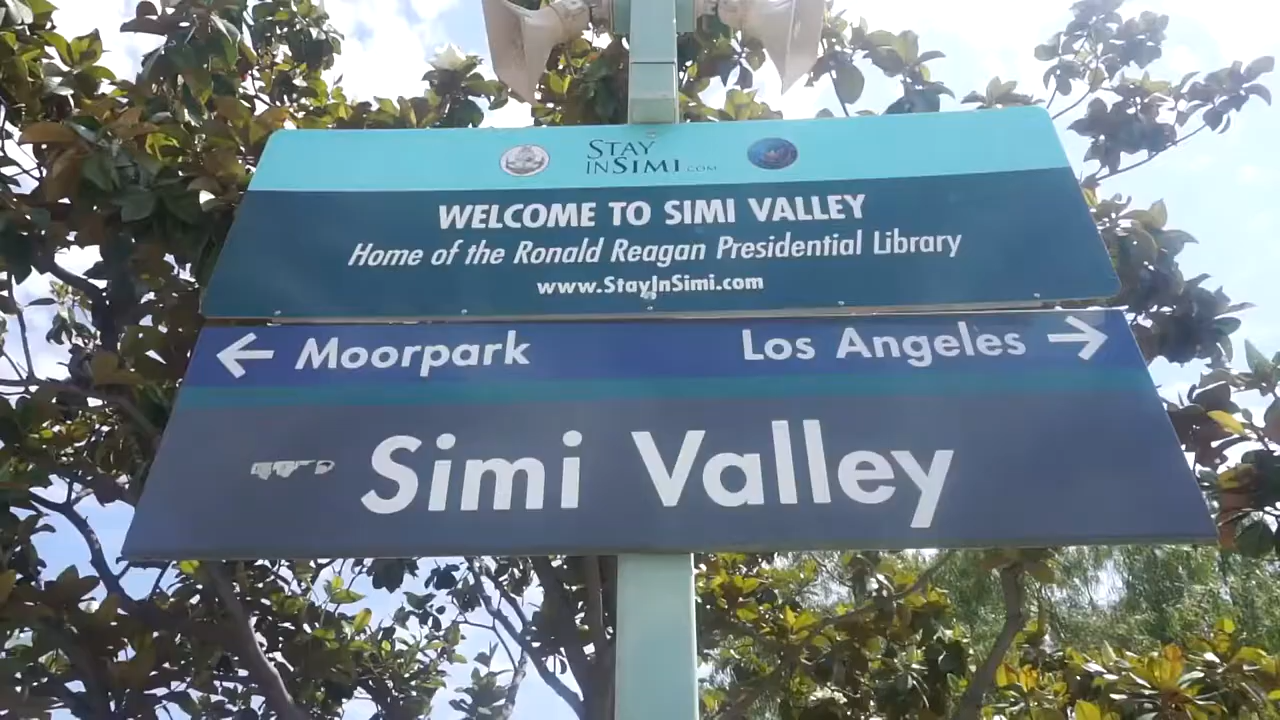 STAY
INSIMI.COM
WELCOME TO SIMI VALLEY
Home of the Ronald Reagan Presidential Library
www.StayInSimi.com
← Moorpark
Los Angeles →
Simi Valley